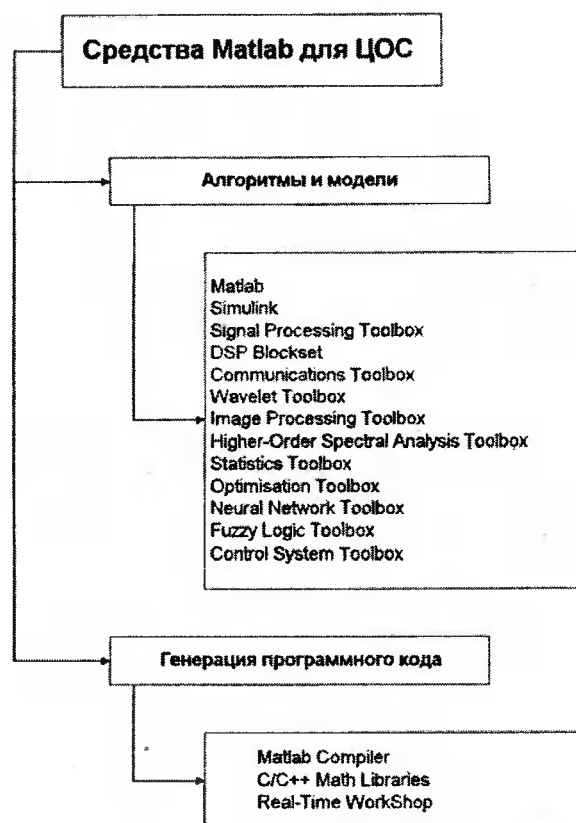 Средства Matlab для ЦОС
Алгоритмы и модели
Matlab
Simulink
Signal Processing Toolbox
DSP Blockset
Communications Toolbox
Wavelet Toolbox
Image Processing Toolbox
Higher-Order Spectral Analysis Toolbox
Statistics Toolbox
Optimisation Toolbox
Neural Network Toolbox
Fuzzy Logic Toolbox
Control System Toolbox
Генерация программного кода
Matlab Compiler
C/C++ Math Libraries
Real-Time WorkShop